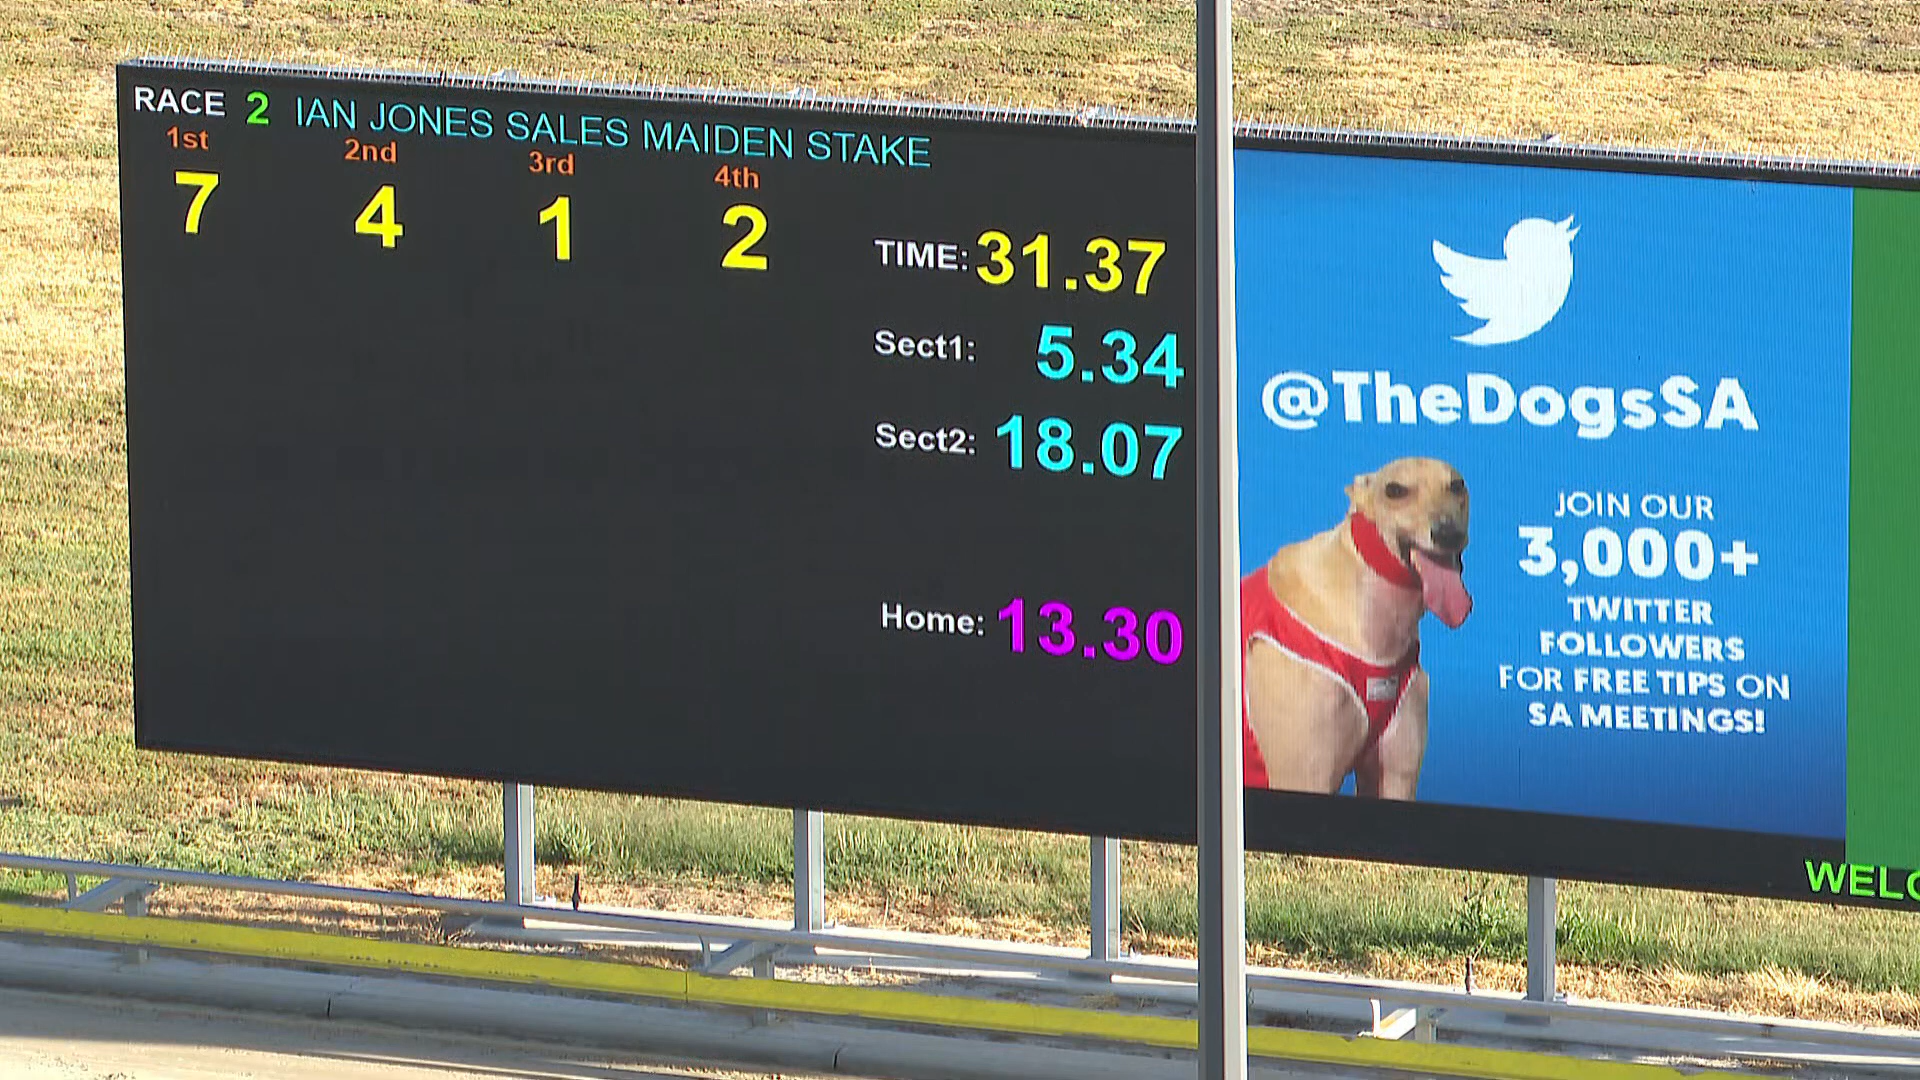 RACE 2 IAN JONES SALES MAIDEN STAKE
1st 2nd 3rd 4th
7 4 1 2
TIME: 31.37
Sect1: 5.34
Sect2: 18.07
Home: 13.30
@TheDogsSA
JOIN OUR
3,000+
TWITTER
FOLLOWERS
FOR FREE TIPS ON
SA MEETINGS!